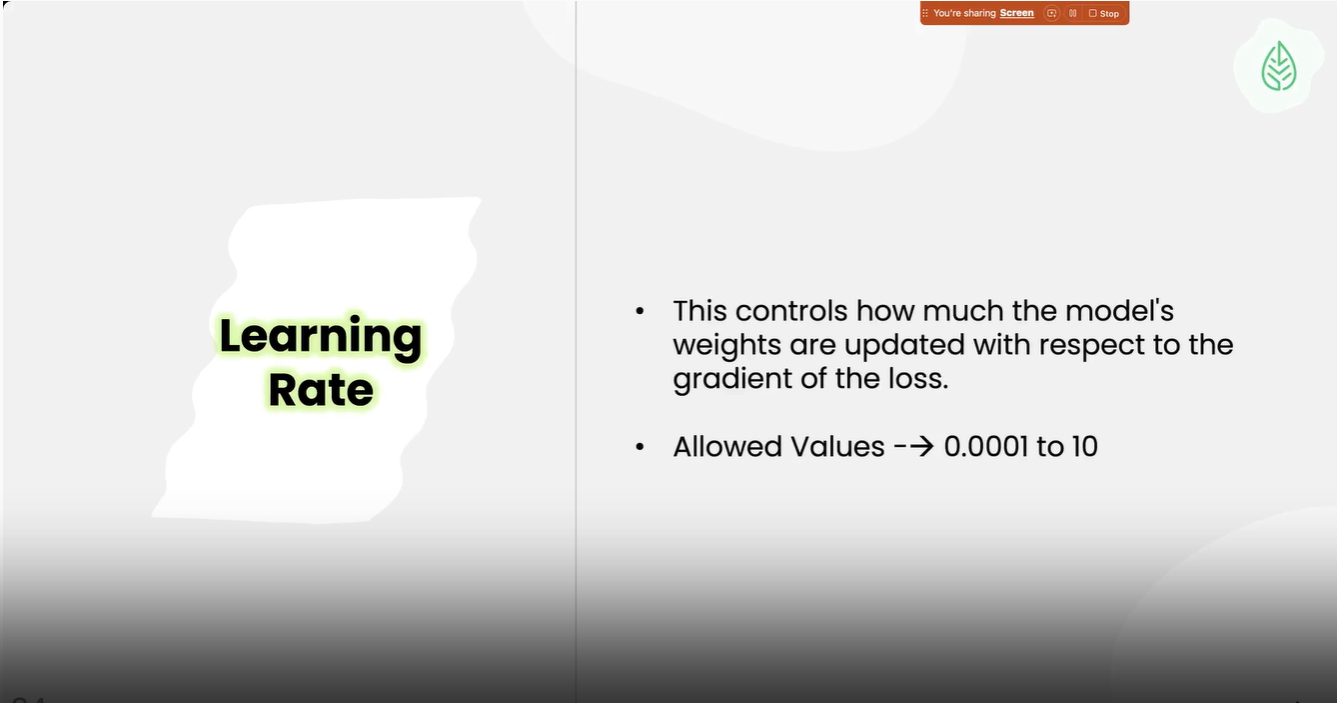 You're sharing Screen Stop
Learning
Rate
• This controls how much the model's
weights are updated with respect to the
gradient of the loss.
• Allowed Values --→ 0.0001 to 10